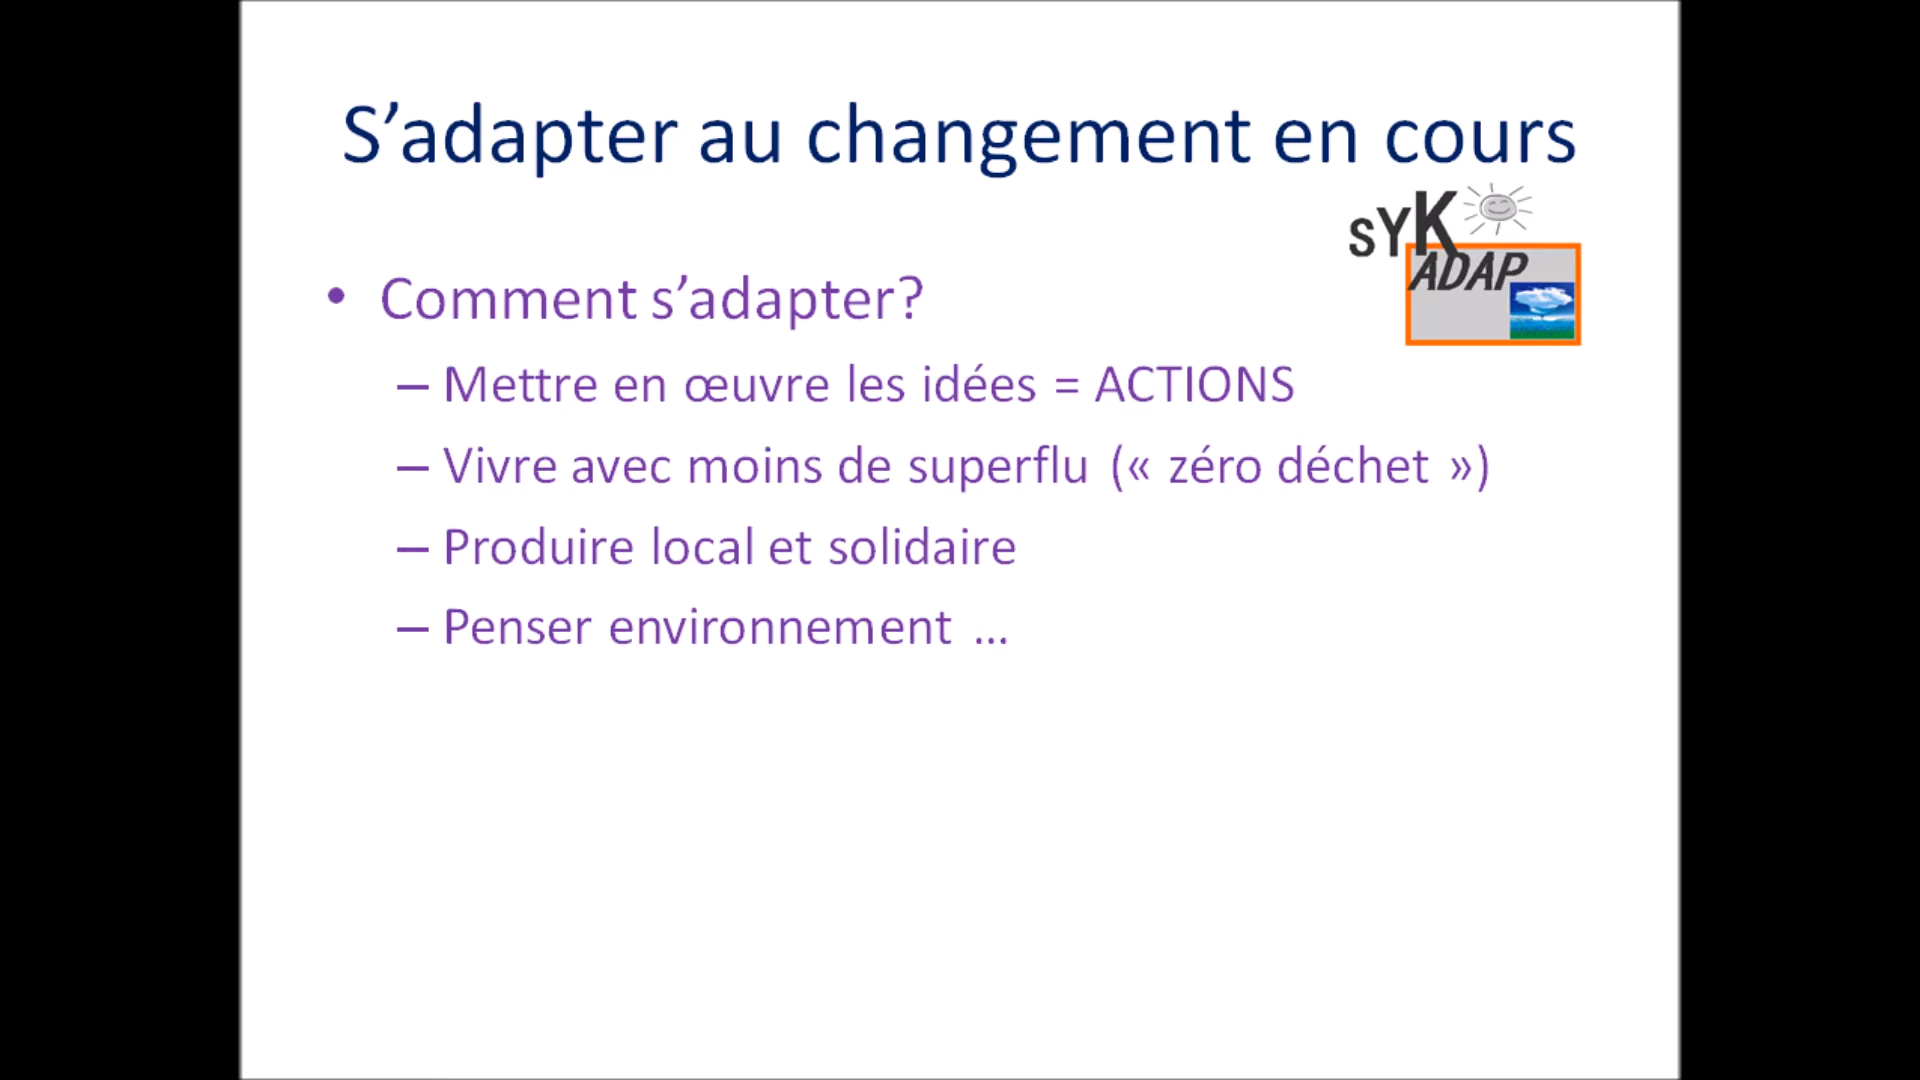 S’adapter au changement en cours
sYK
ADAP
• Comment s’adapter?
– Mettre en œuvre les idées = ACTIONS
– Vivre avec moins de superflu (« zéro déchet »)
– Produire local et solidaire
– Penser environnement ...